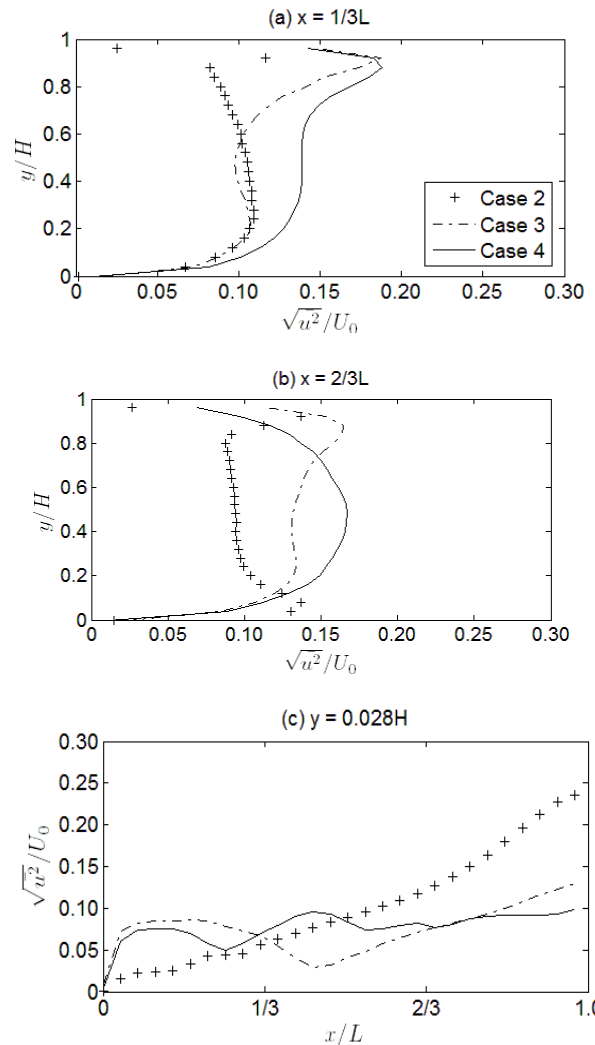 (a) x = 1/3L
1
0.8
0.6
0.4
0.2
0
y/H
Case 2
Case 3
Case 4
0 0.05 0.10 0.15 0.20 0.25 0.30
√u²/U₀
(b) x = 2/3L
1
0.8
0.6
0.4
0.2
0
y/H
0 0.05 0.10 0.15 0.20 0.25 0.30
√u²/U₀
(c) y = 0.028H
0.30
0.25
0.20
0.15
0.10
0.05
0
√u²/U₀
0 1/3 2/3 1.0
x/L